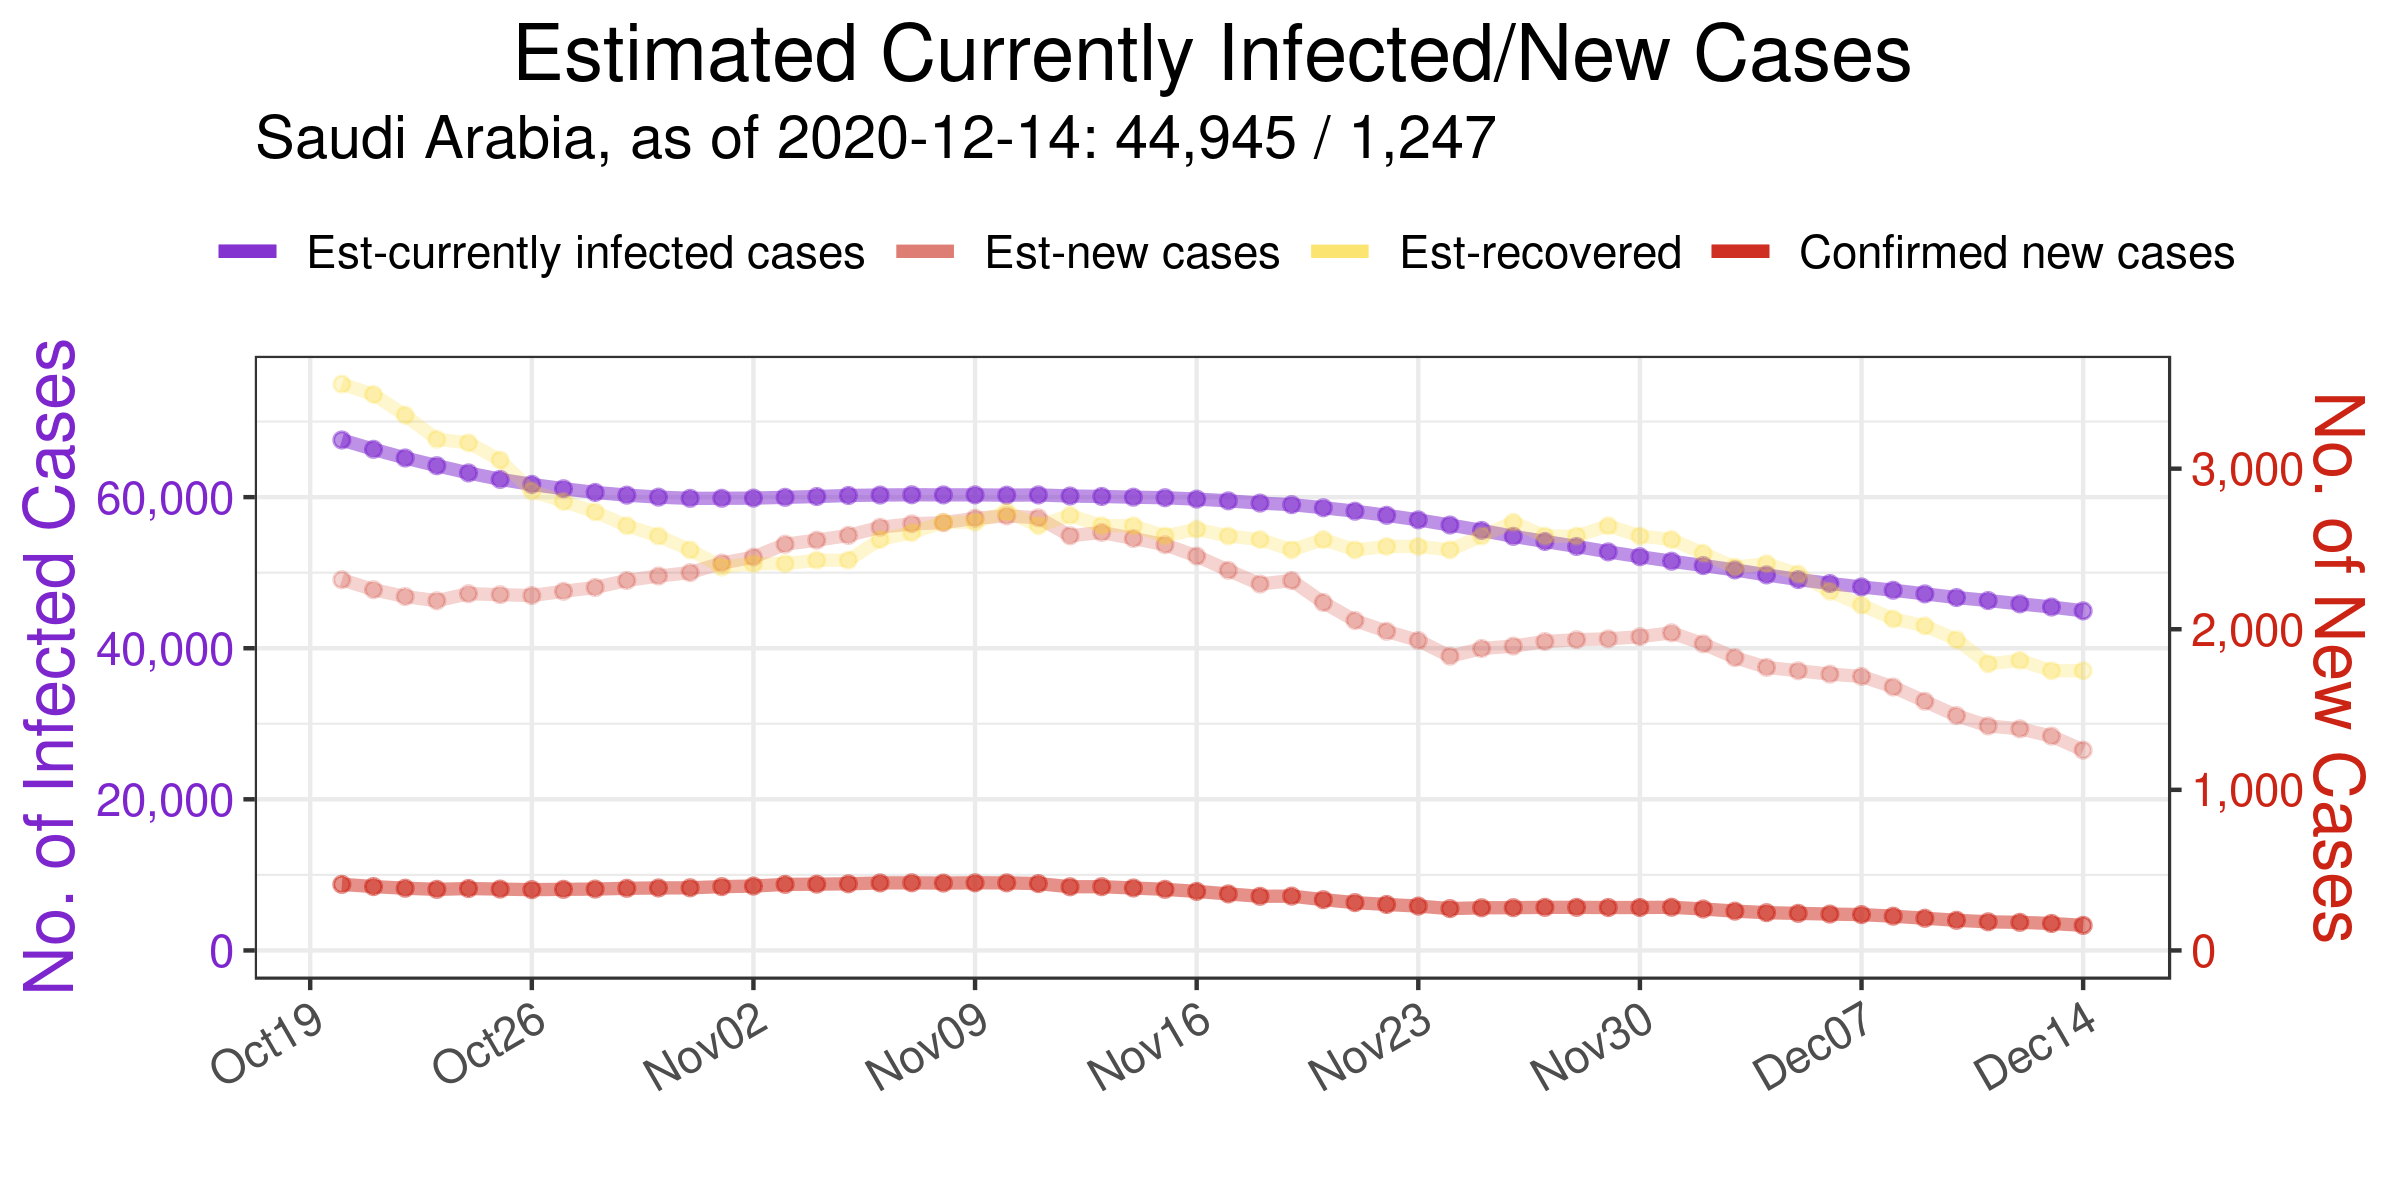 Estimated Currently Infected/New Cases
Saudi Arabia, as of 2020-12-14: 44,945 / 1,247
Est-currently infected cases Est-new cases Est-recovered Confirmed new cases
No. of Infected Cases
60,000
40,000
20,000
0
3,000
2,000
1,000
0
No. of New Cases
Oct19 Oct26 Nov02 Nov09 Nov16 Nov23 Nov30 Dec07 Dec14